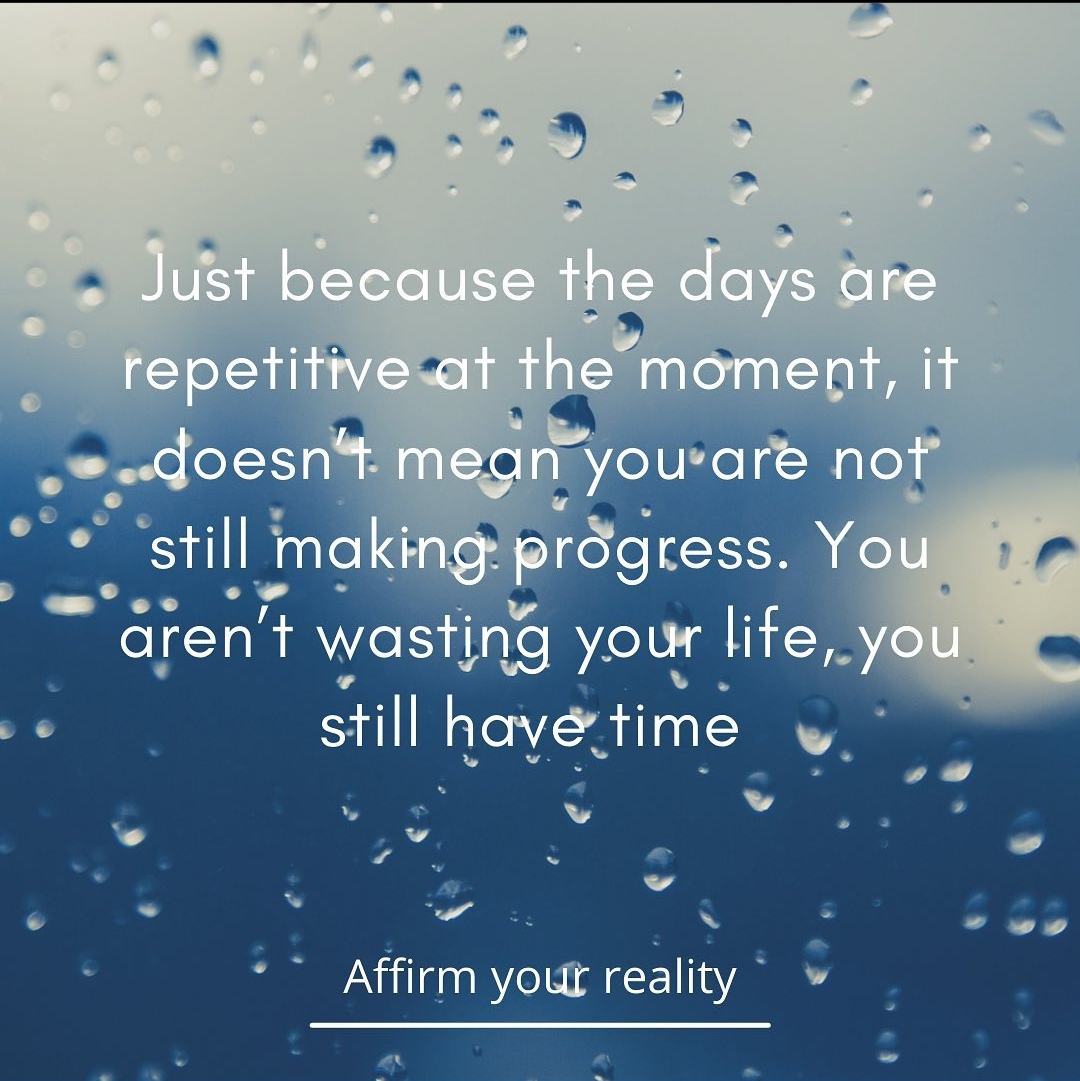 Just because the days are
repetitive at the moment, it
doesn’t mean you are not
still making progress. You
aren’t wasting your life, you
still have time
Affirm your reality